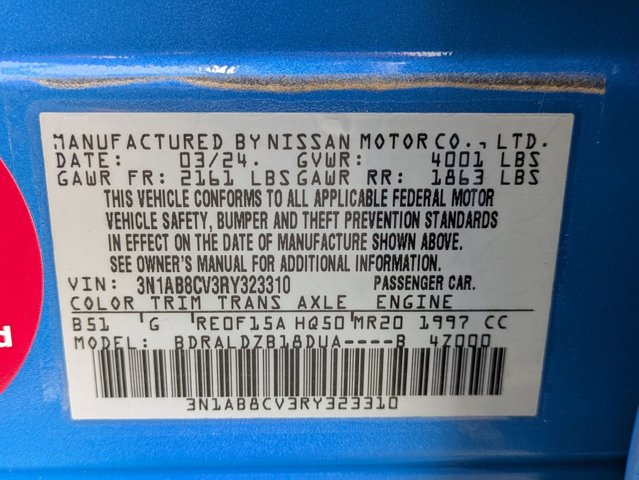 MANUFACTURED BY NISSAN MOTOR CO., LTD.
DATE: 03/24. GVWR: 4001 LBS
GAWR FR: 2161 LBS GAWR RR: 1863 LBS
THIS VEHICLE CONFORMS TO ALL APPLICABLE FEDERAL MOTOR
VEHICLE SAFETY, BUMPER AND THEFT PREVENTION STANDARDS
IN EFFECT ON THE DATE OF MANUFACTURE SHOWN ABOVE.
SEE OWNER'S MANUAL FOR ADDITIONAL INFORMATION.
VIN: 3N1AB8CV3RY323310 PASSENGER CAR.
COLOR TRIM TRANS AXLE ENGINE
B51 G RE0F15A HQ50 MR20 1997 CC
MODEL: BDRALDZB18DUA----B 4Z000
3N1AB8CV3RY323310